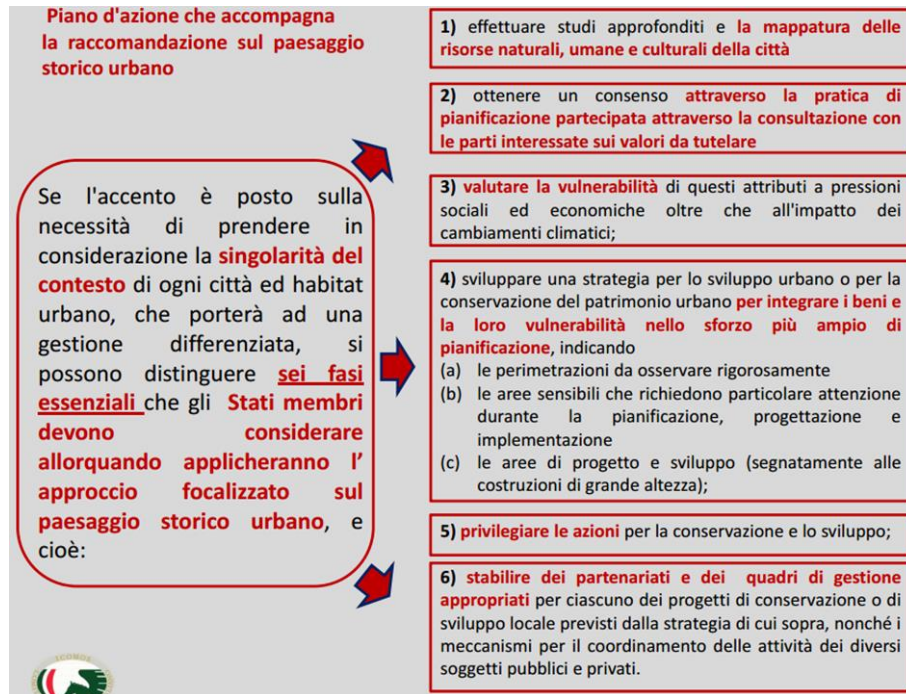 Piano d'azione che accompagna
la raccomandazione sul paesaggio
storico urbano
Se l'accento è posto sulla
necessità di prendere in
considerazione la singolarità del
contesto di ogni città ed habitat
urbano, che porterà ad una
gestione differenziata, si
possono distinguere sei fasi
essenziali che gli Stati membri
devono considerare
allorquando applicheranno l'
approccio focalizzato sul
paesaggio storico urbano, e
cioè:
1) effettuare studi approfonditi e la mappatura delle
risorse naturali, umane e culturali della città
2) ottenere un consenso attraverso la pratica di
pianificazione partecipata attraverso la consultazione con
le parti interessate sui valori da tutelare
3) valutare la vulnerabilità di questi attributi a pressioni
sociali ed economiche oltre che all'impatto dei
cambiamenti climatici;
4) sviluppare una strategia per lo sviluppo urbano o per la
conservazione del patrimonio urbano per integrare i beni e
la loro vulnerabilità nello sforzo più ampio di
pianificazione, indicando
(a) le perimetrazioni da osservare rigorosamente
(b) le aree sensibili che richiedono particolare attenzione
durante la pianificazione, progettazione e
implementazione
(c) le aree di progetto e sviluppo (segnatamente alle
costruzioni di grande altezza);
5) privilegiare le azioni per la conservazione e lo sviluppo;
6) stabilire dei partenariati e dei quadri di gestione
appropriati per ciascuno dei progetti di conservazione o di
sviluppo locale previsti dalla strategia di cui sopra, nonché i
meccanismi per il coordinamento delle attività dei diversi
soggetti pubblici e privati.
ICOMOS